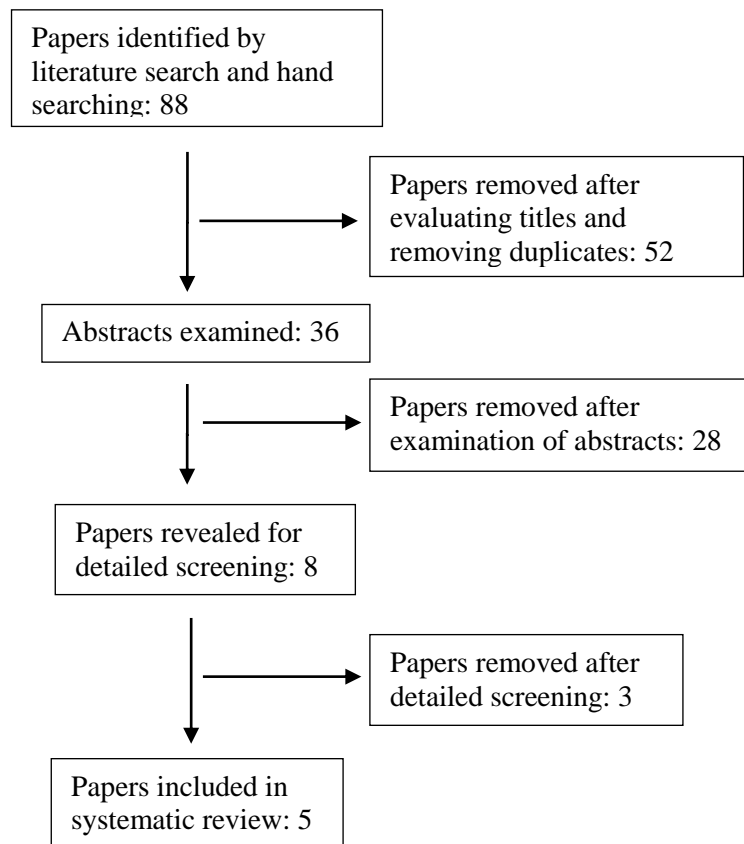 Papers identified by
literature search and hand
searching: 88
Papers removed after
evaluating titles and
removing duplicates: 52
Abstracts examined: 36
Papers removed after
examination of abstracts: 28
Papers revealed for
detailed screening: 8
Papers removed after
detailed screening: 3
Papers included in
systematic review: 5